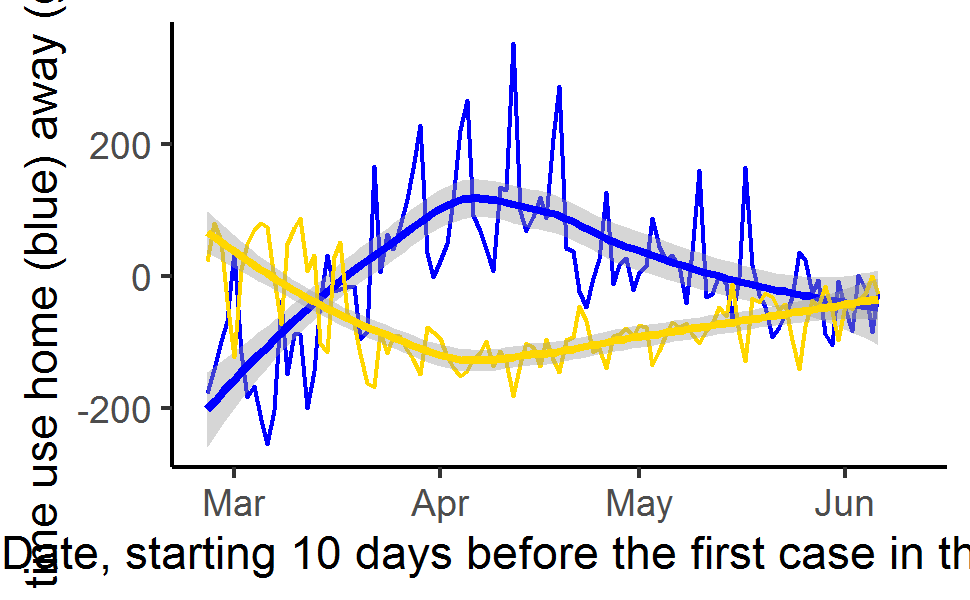 time use home (blue) away (
200
0
-200
Mar Apr May Jun
Date, starting 10 days before the first case in th